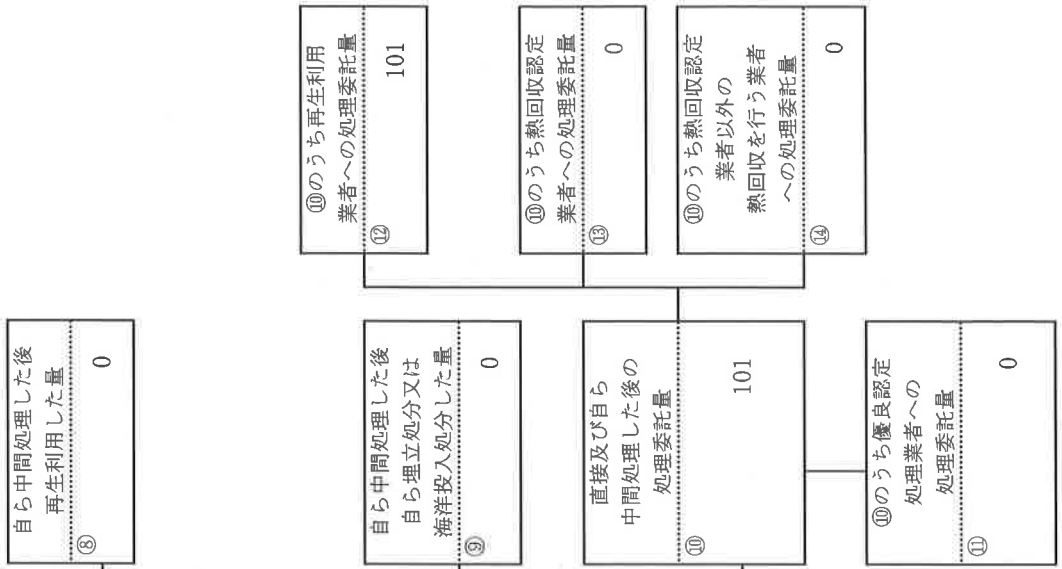 自ら中間処理した後
再生利用した量
⑧
0
自ら中間処理した後
自ら埋立処分又は
海洋投入処分した量
⑨
0
直接及び自ら
中間処理した後の
処理委託量
⑩
101
⑩のうち優良認定
処理業者への
処理委託量
⑪
0
⑩のうち再生利用
業者への処理委託量
⑫
101
⑩のうち熱回収認定
業者への処理委託量
⑬
0
⑩のうち熱回収認定
業者以外の
熱回収を行う業者
への処理委託量
⑭
0